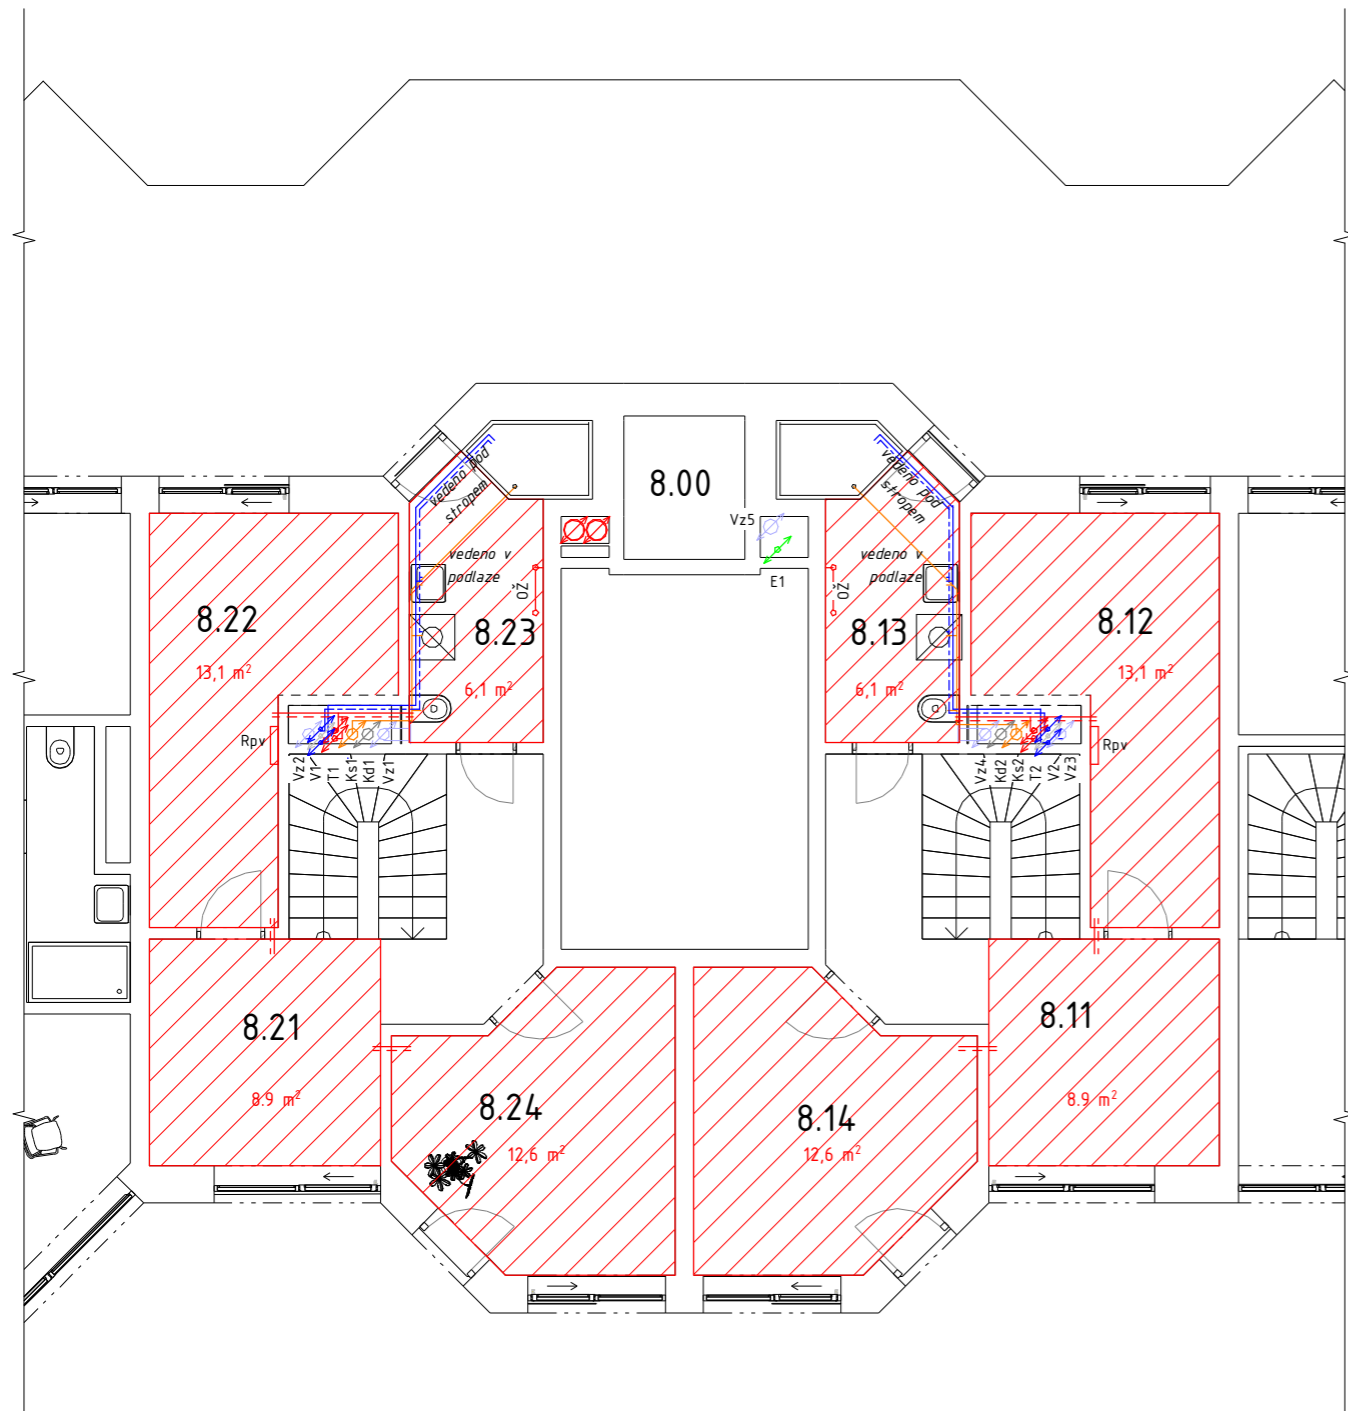 vedeno pod
stropem
8.00
vedeno pod
stropem
Vz5
E1
vedeno v
podlaze
OŽ
vedeno v
podlaze
OŽ
8.22
13,1 m²
8.23
6,1 m²
8.13
6,1 m²
8.12
13,1 m²
Rpv
Vz2
V1
T1
Ks1
Kd1
Vz1
Vz4
Kd2
Ks2
T2
V2
Vz3
Rpv
8.21
8.9 m²
8.24
12,6 m²
8.14
12,6 m²
8.11
8.9 m²